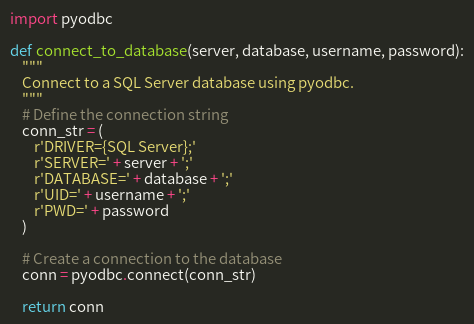 import pyodbc
def connect_to_database(server, database, username, password):
"""
Connect to a SQL Server database using pyodbc.
"""
# Define the connection string
conn_str = (
r'DRIVER={SQL Server};'
r'SERVER=' + server + ';'
r'DATABASE=' + database + ';'
r'UID=' + username + ';'
r'PWD=' + password
)
# Create a connection to the database
conn = pyodbc.connect(conn_str)
return conn